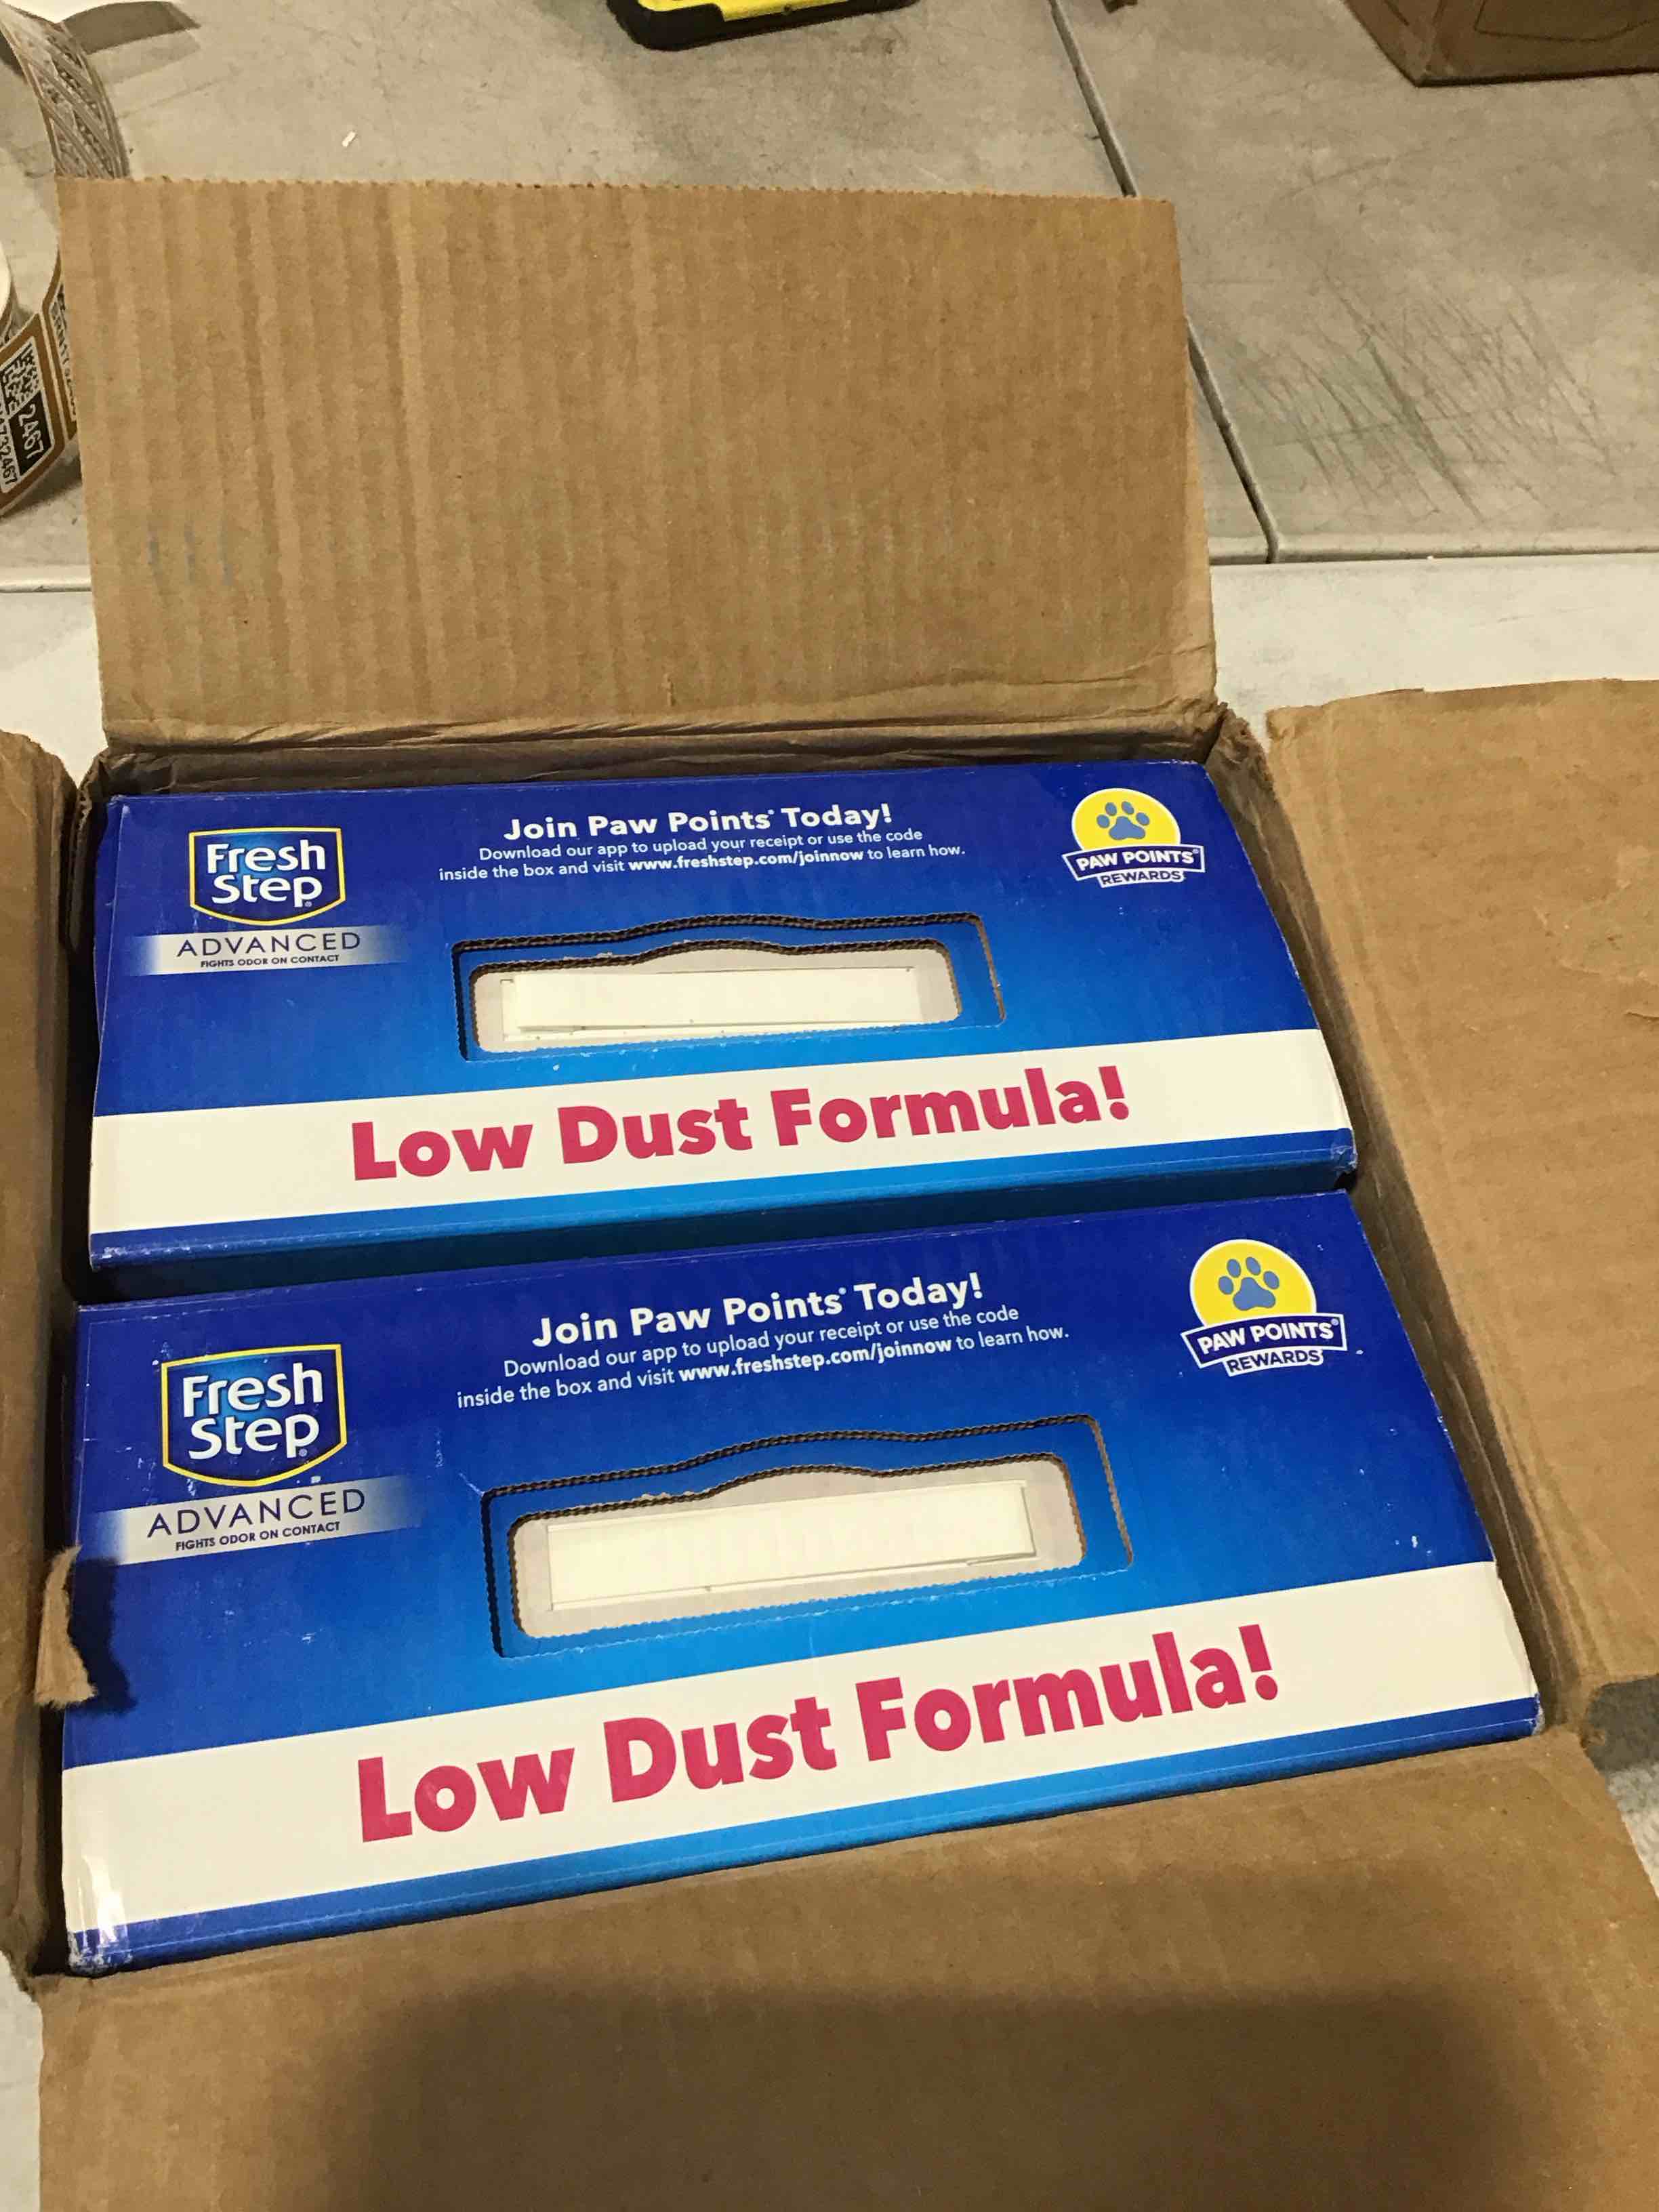 2467
732467
Fresh
Step®
ADVANCED
FIGHTS ODOR ON CONTACT
Join Paw Points® Today!
Download our app to upload your receipt or use the code
inside the box and visit www.freshstep.com/joinnow to learn how.
PAW POINTS®
REWARDS
Low Dust Formula!
Fresh
Step®
ADVANCED
FIGHTS ODOR ON CONTACT
Join Paw Points® Today!
Download our app to upload your receipt or use the code
inside the box and visit www.freshstep.com/joinnow to learn how.
PAW POINTS®
REWARDS
Low Dust Formula!